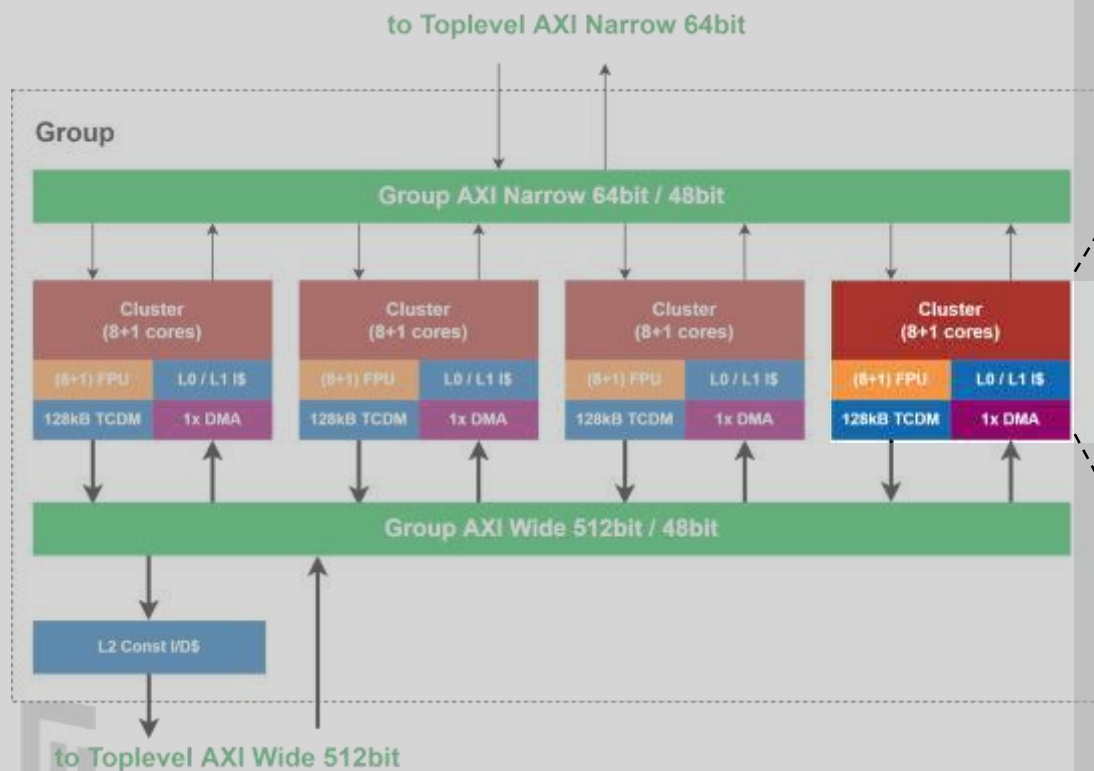 to Toplevel AXI Narrow 64bit
Group
Group AXI Narrow 64bit / 48bit
Cluster
(8+1 cores)
(8+1) FPU
L0 / L1 I$
128kB TCDM
1x DMA
Cluster
(8+1 cores)
(8+1) FPU
L0 / L1 I$
128kB TCDM
1x DMA
Cluster
(8+1 cores)
(8+1) FPU
L0 / L1 I$
128kB TCDM
1x DMA
Cluster
(8+1 cores)
(8+1) FPU
L0 / L1 I$
128kB TCDM
1x DMA
Group AXI Wide 512bit / 48bit
L2 Const I/D$
to Toplevel AXI Wide 512bit